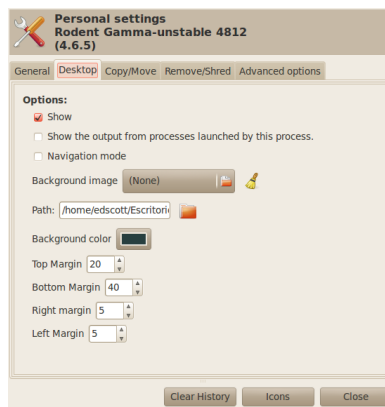 Personal settings
Rodent Gamma-unstable 4812
(4.6.5)
General Desktop Copy/Move Remove/Shred Advanced options
Options:
Show
Show the output from processes launched by this process.
Navigation mode
Background image (None)
Path: /home/edscott/Escritori
Background color
Top Margin 20
Bottom Margin 40
Right margin 5
Left Margin 5
Clear History Icons Close